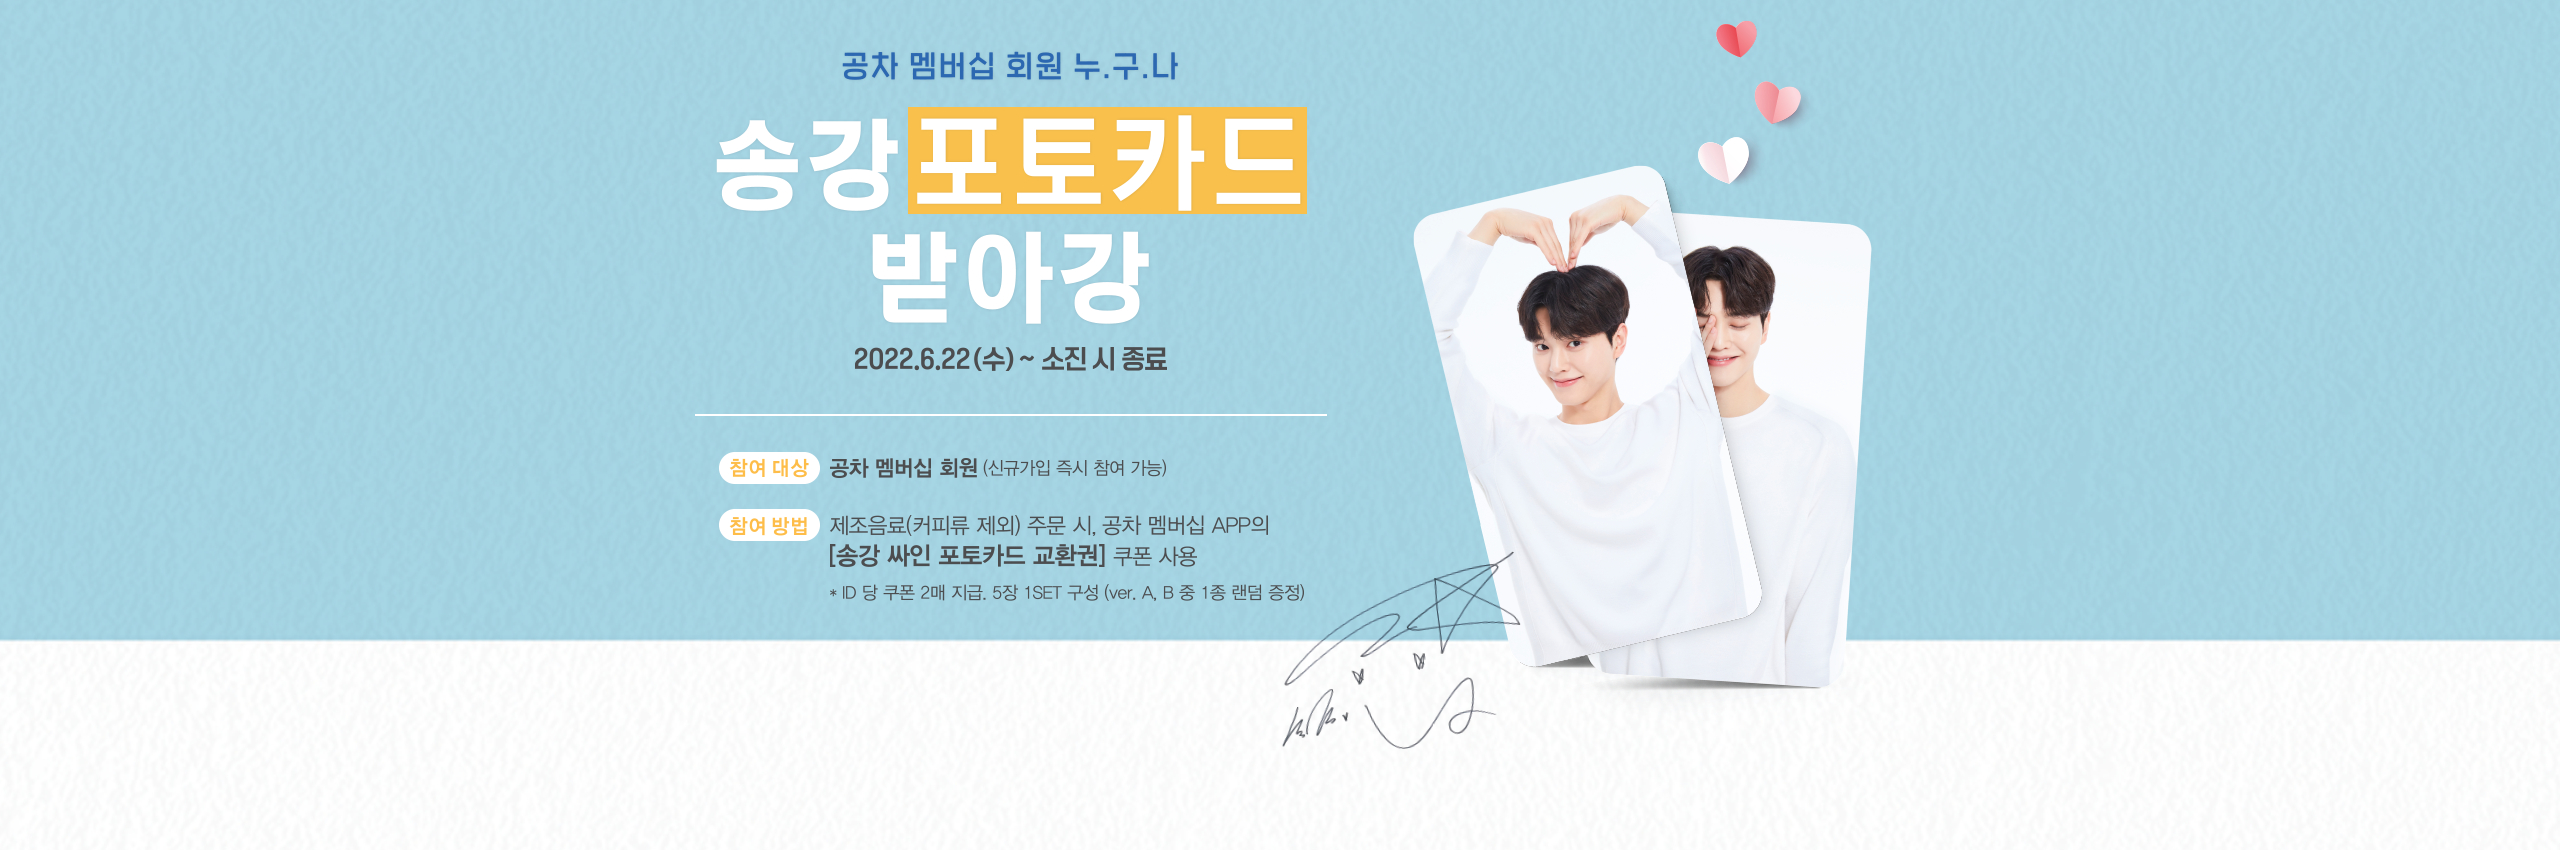 공차 멤버십 회원 누.구.나
송강 포토카드
받아강
2022.6.22(수) ~ 소진 시 종료
참여 대상 공차 멤버십 회원 (신규가입 즉시 참여 가능)
참여 방법 제조음료(커피류 제외) 주문 시, 공차 멤버십 APP의
[송강 싸인 포토카드 교환권] 쿠폰 사용
* ID 당 쿠폰 2매 지급. 5장 1SET 구성 (ver. A, B 중 1종 랜덤 증정)